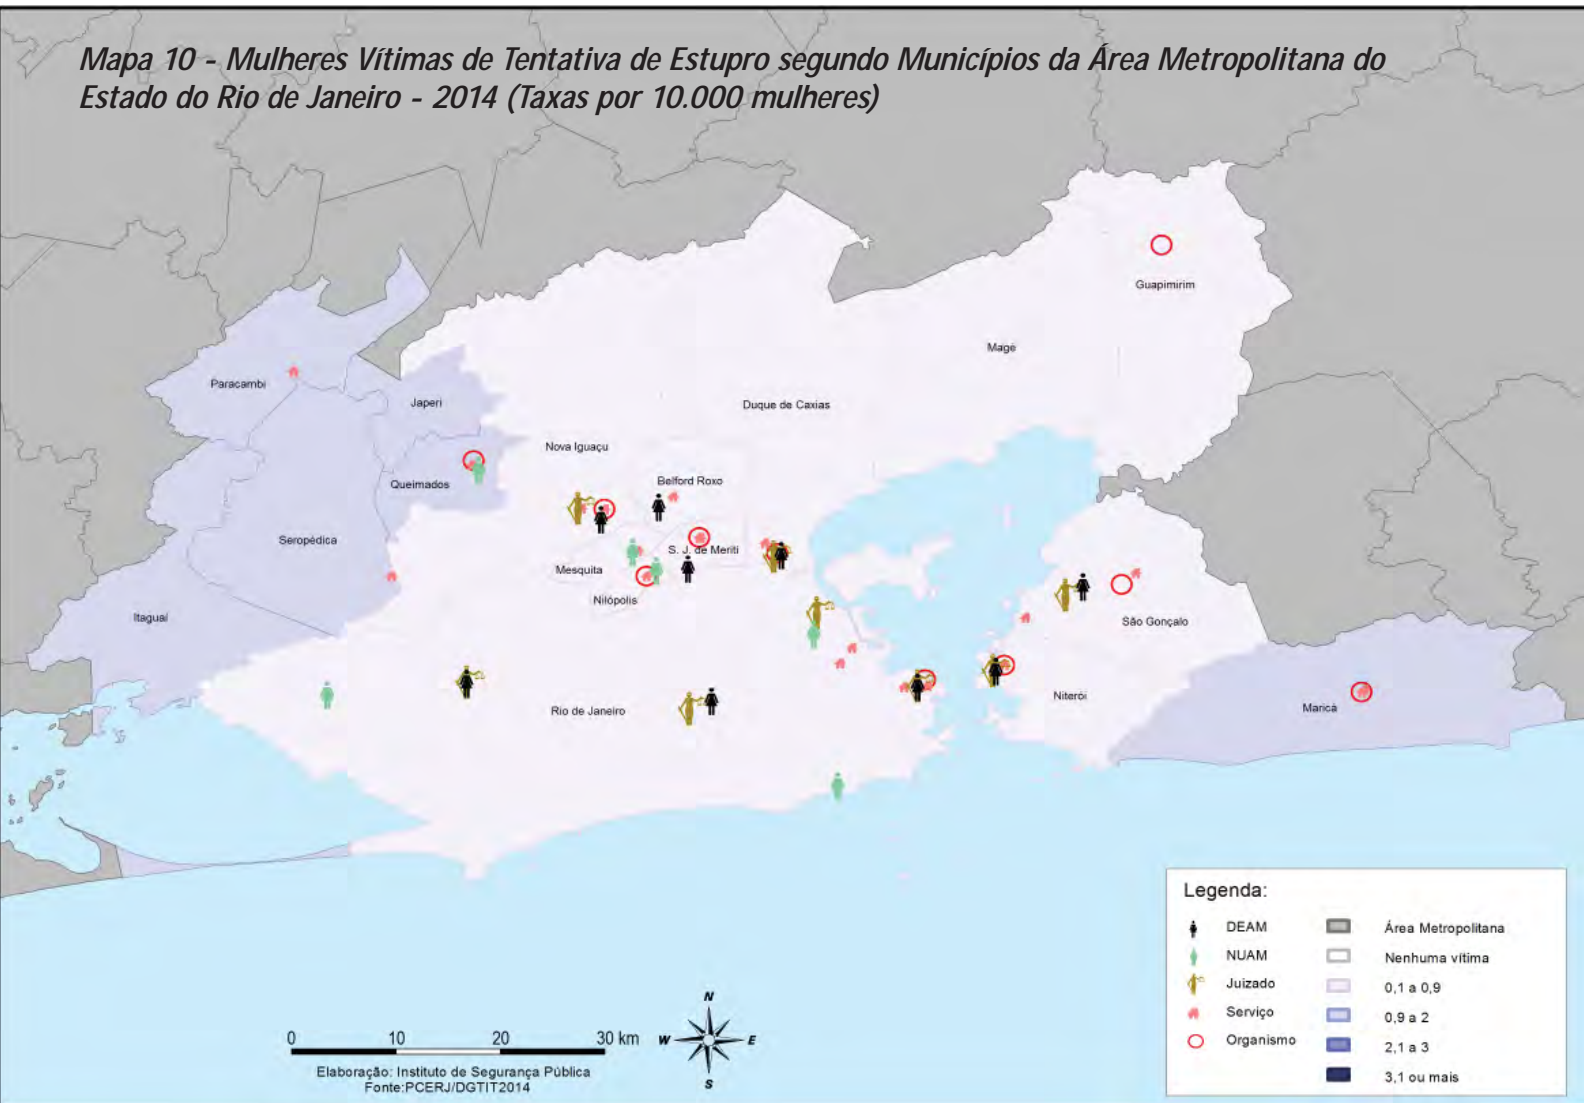 Mapa 10 - Mulheres Vítimas de Tentativa de Estupro segundo Municípios da Área Metropolitana do
Estado do Rio de Janeiro - 2014 (Taxas por 10.000 mulheres)
Guapimirim
Magé
Paracambi
Japeri
Duque de Caxias
Nova Iguaçu
Belford Roxo
Queimados
Seropédica
S. J. de Meriti
Mesquita
Nilópolis
Itaguaí
São Gonçalo
Niterói
Rio de Janeiro
Maricá
Legenda:
DEAM
NUAM
Juizado
Serviço
Organismo
Área Metropolitana
Nenhuma vítima
0,1 a 0,9
0,9 a 2
2,1 a 3
3,1 ou mais
0 10 20 30 km
N
W E
S
Elaboração: Instituto de Segurança Pública
Fonte:PCERJ/DGTIT2014